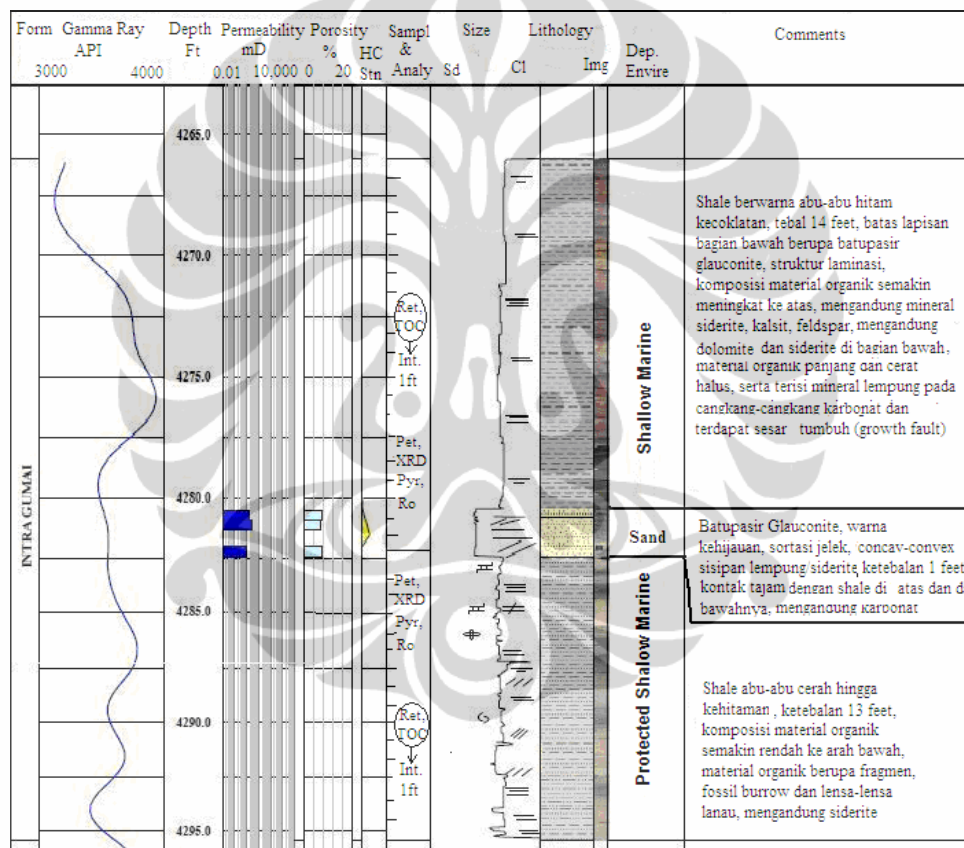 Form Gamma Ray Depth Permeability Porosity Sampl Size Lithology
API Ft mD % HC & Dep. Comments
3000 4000 0.01 10,000 0 20 Stn Analy Sd Cl Img Envire
4265.0
4270.0
4275.0
4280.0
4285.0
4290.0
4295.0
INTRA GUMAI
Ret,
TOC
Int.
1ft
Pet,
XRD
Pyr,
Ro
Pet,
XRD
Pyr,
Ro
Ret,
TOC
Int.
1ft
Shallow Marine
Sand
Protected Shalow Marine
Shale berwarna abu-abu hitam
kecoklatan, tebal 14 feet, batas lapisan
bagian bawah berupa batupasir
glauconite, struktur laminasi,
komposisi material organik semakin
meningkat ke atas, mengandung mineral
siderite, kalsit, feldspar, mengandung
dolomite dan siderite di bagian bawah,
material organik panjang dan cerat
halus, serta terisi mineral lempung pada
cangkang-cangkang karbonat dan
terdapat sesar tumbuh (growth fault)
Batupasir Glauconite, warna
kehijauan, sortasi jelek, concav-convex
sisipan lempung/siderite, ketebalan 1 feet
kontak tajam dengan shale di atas dan d
bawahnya, mengandung karbonat
Shale abu-abu cerah hingga
kehitaman, ketebalan 13 feet,
komposisi material organik
semakin rendah ke arah bawah,
material organik berupa fragmen,
fossil burrow dan lensa-lensa
lanau, mengandung siderite